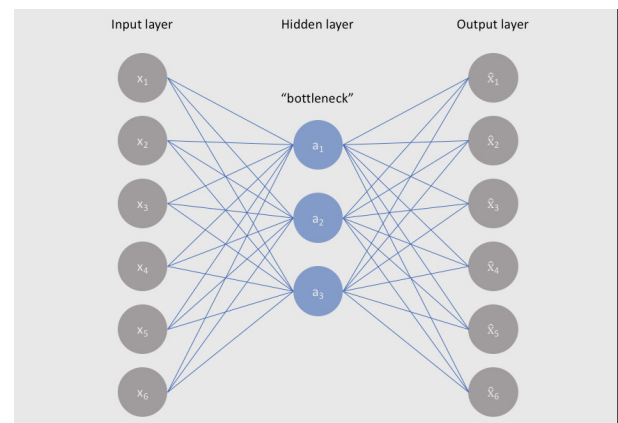 Input layer
Hidden layer
Output layer
x₁
x₂
x₃
x₄
x₅
x₆
"bottleneck"
a₁
a₂
a₃
x̂₁
x̂₂
x̂₃
x̂₄
x̂₅
x̂₆